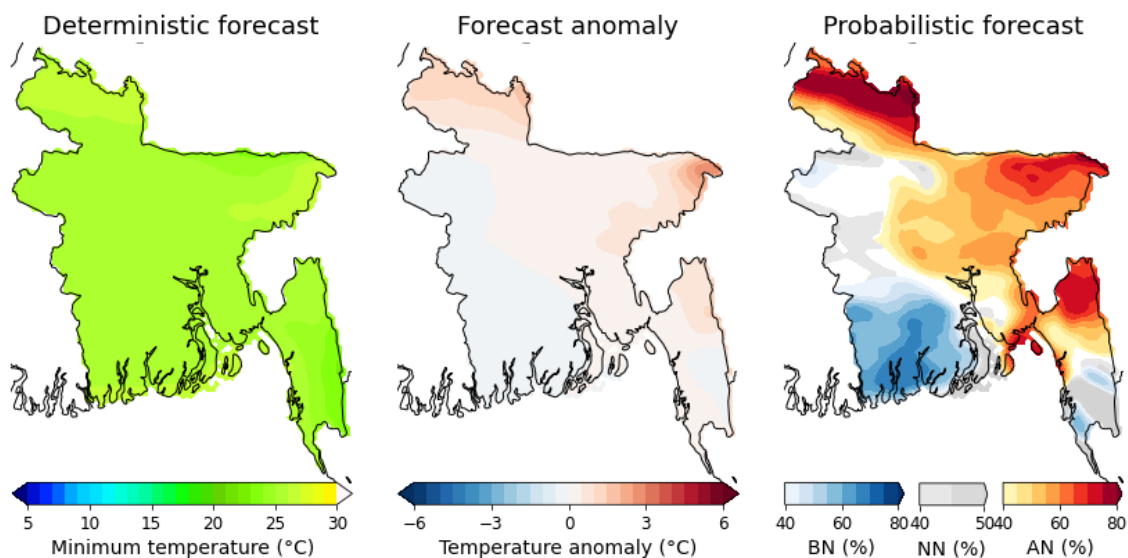 Deterministic forecast
Forecast anomaly
Probabilistic forecast
5 10 15 20 25 30
Minimum temperature (°C)
−6 −3 0 3 6
Temperature anomaly (°C)
40 60 80
BN (%)
40 50
NN (%)
40 60 80
AN (%)